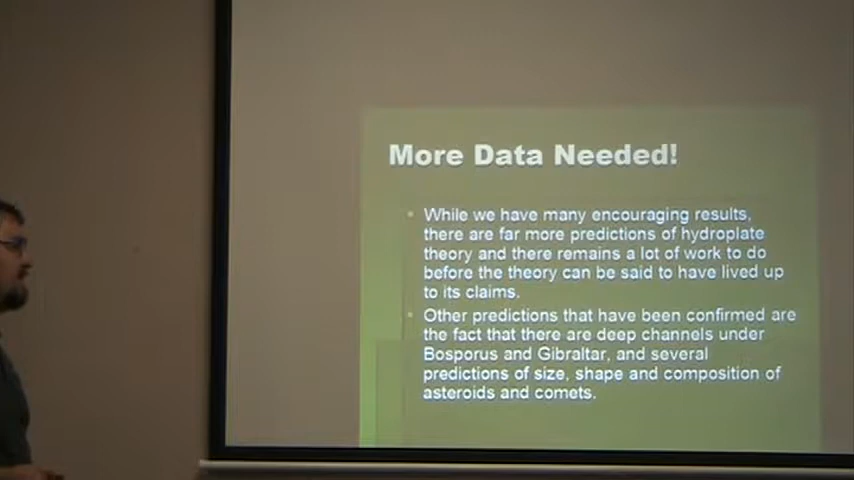 More Data Needed!
While we have many encouraging results,
there are far more predictions of hydroplate
theory and there remains a lot of work to do
before the theory can be said to have lived up
to its claims.
Other predictions that have been confirmed are
the fact that there are deep channels under
Bosporus and Gibraltar, and several
predictions of size, shape and composition of
asteroids and comets.